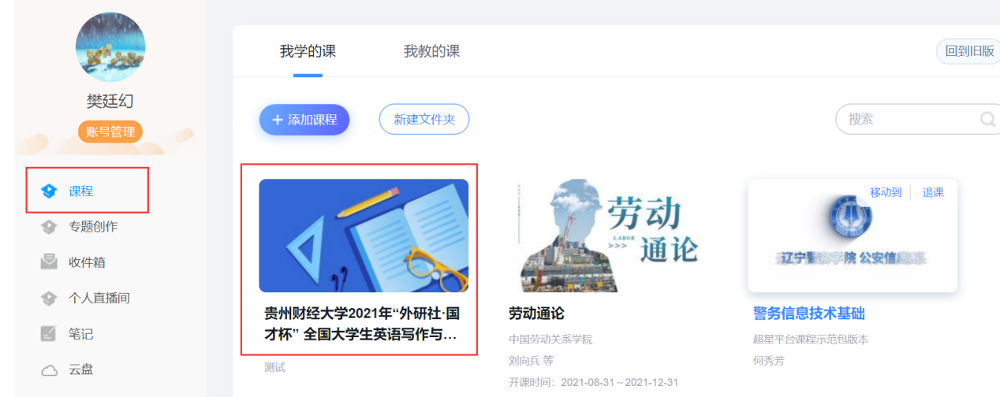 樊廷幻
账号管理
课程
专题创作
收件箱
个人直播间
笔记
云盘
我学的课
我教的课
回到旧版
+ 添加课程
新建文件夹
搜索
贵州财经大学2021年“外研社·国
才杯” 全国大学生英语写作与...
测试
劳动
LABOR
>>> 通论
劳动通论
中国劳动关系学院
刘向兵 等
开课时间：2021-08-31～2021-12-31
移动到
退课
辽宁警
院 公安信
警务信息技术基础
超星平台课程示范包版本
何秀芳